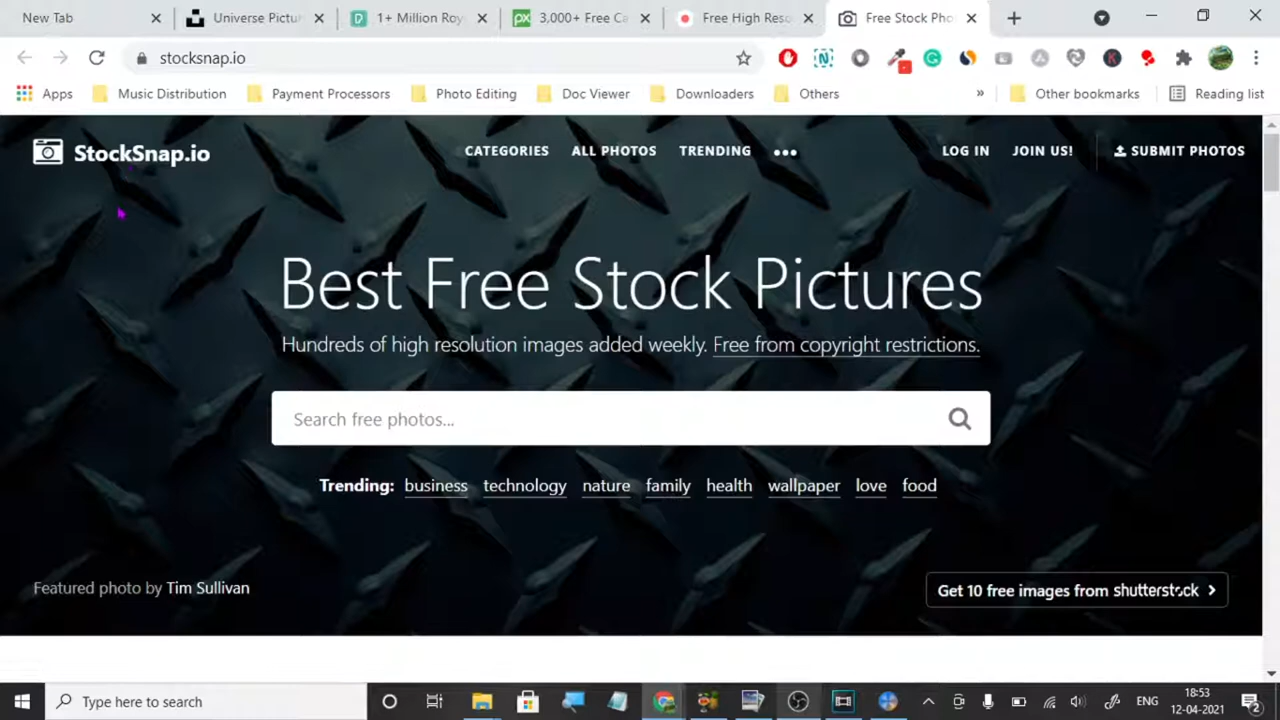 New Tab
Universe Pictu
1+ Million Roy
3,000+ Free Ca
Free High Reso
Free Stock Pho
stocksnap.io
Apps
Music Distribution
Payment Processors
Photo Editing
Doc Viewer
Downloaders
Others
»
Other bookmarks
Reading list
StockSnap.io
CATEGORIES
ALL PHOTOS
TRENDING
LOG IN
JOIN US!
SUBMIT PHOTOS
Best Free Stock Pictures
Hundreds of high resolution images added weekly. Free from copyright restrictions.
Search free photos...
Trending: business technology nature family health wallpaper love food
Featured photo by Tim Sullivan
Get 10 free images from shutterstock
Type here to search
ENG
18:53
12-04-2021
2